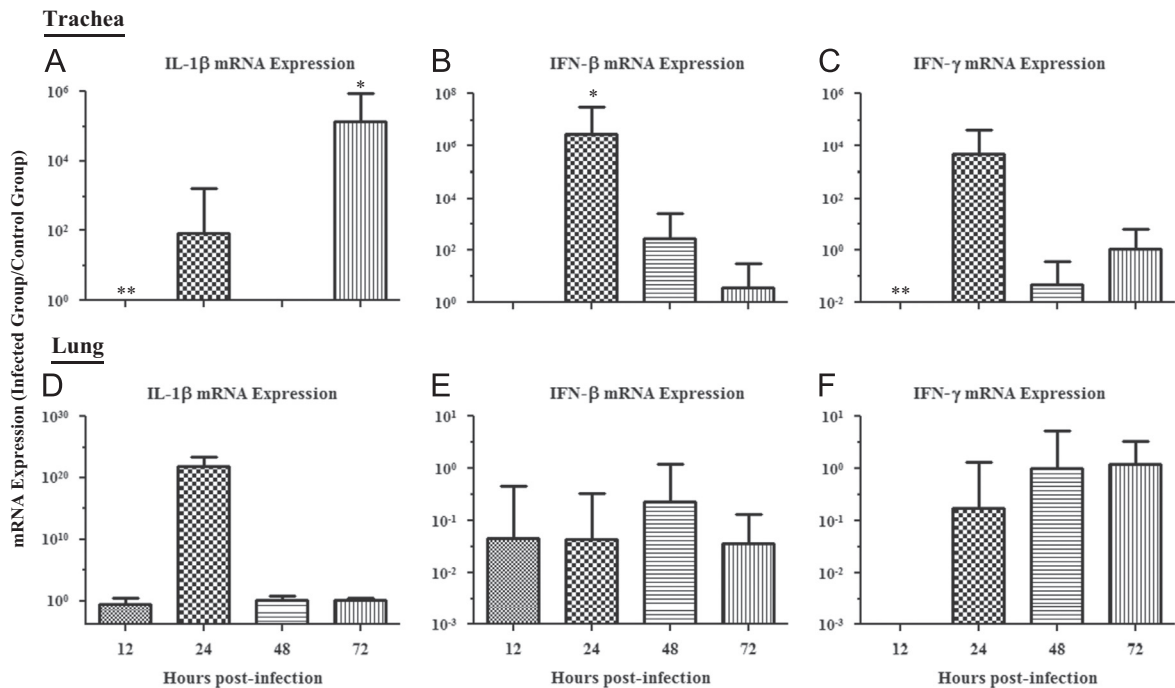 Trachea
A
IL-1β mRNA Expression
10⁶
*
10⁴
10²
10⁰
**
B
IFN-β mRNA Expression
10⁸
*
10⁶
10⁴
10²
10⁰
C
IFN-γ mRNA Expression
10⁶
10⁴
10²
10⁰
10⁻²
**
mRNA Expression (Infected Group/Control Group)
Lung
D
IL-1β mRNA Expression
10³⁰
10²⁰
10¹⁰
10⁰
12 24 48 72
Hours post-infection
E
IFN-β mRNA Expression
10¹
10⁰
10⁻¹
10⁻²
10⁻³
12 24 48 72
Hours post-infection
F
IFN-γ mRNA Expression
10¹
10⁰
10⁻¹
10⁻²
10⁻³
12 24 48 72
Hours post-infection